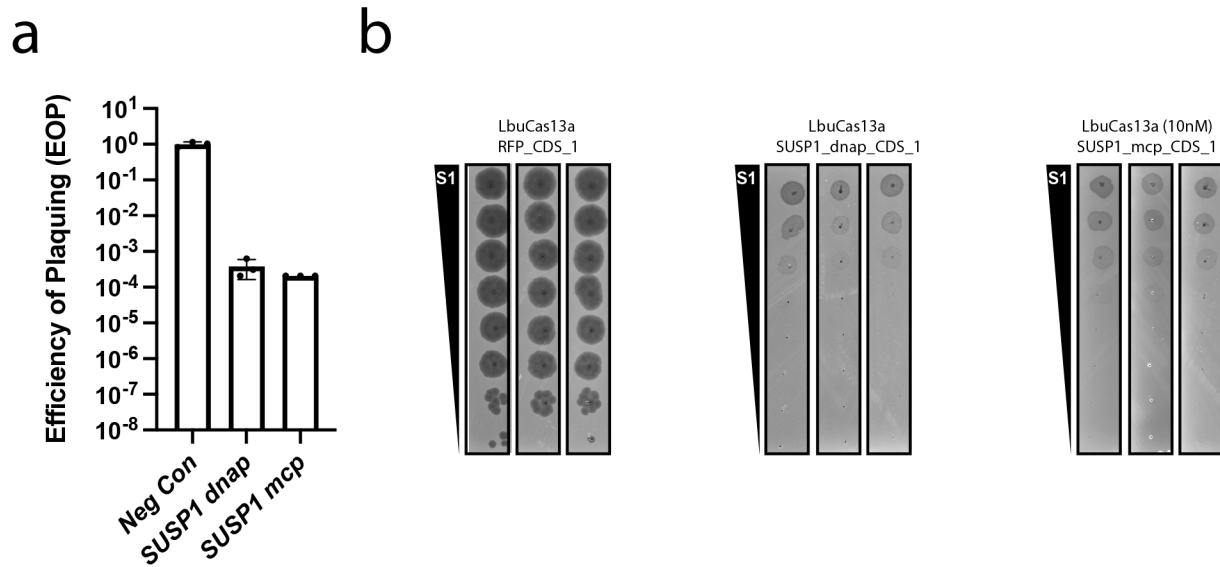 a
b
Efficiency of Plaquing (EOP)
10^1
10^0
10^-1
10^-2
10^-3
10^-4
10^-5
10^-6
10^-7
10^-8
Neg Con
SUSP1 dnap
SUSP1 mcp
LbuCas13a
RFP_CDS_1
S1
LbuCas13a
SUSP1_dnap_CDS_1
S1
LbuCas13a (10nM)
SUSP1_mcp_CDS_1
S1